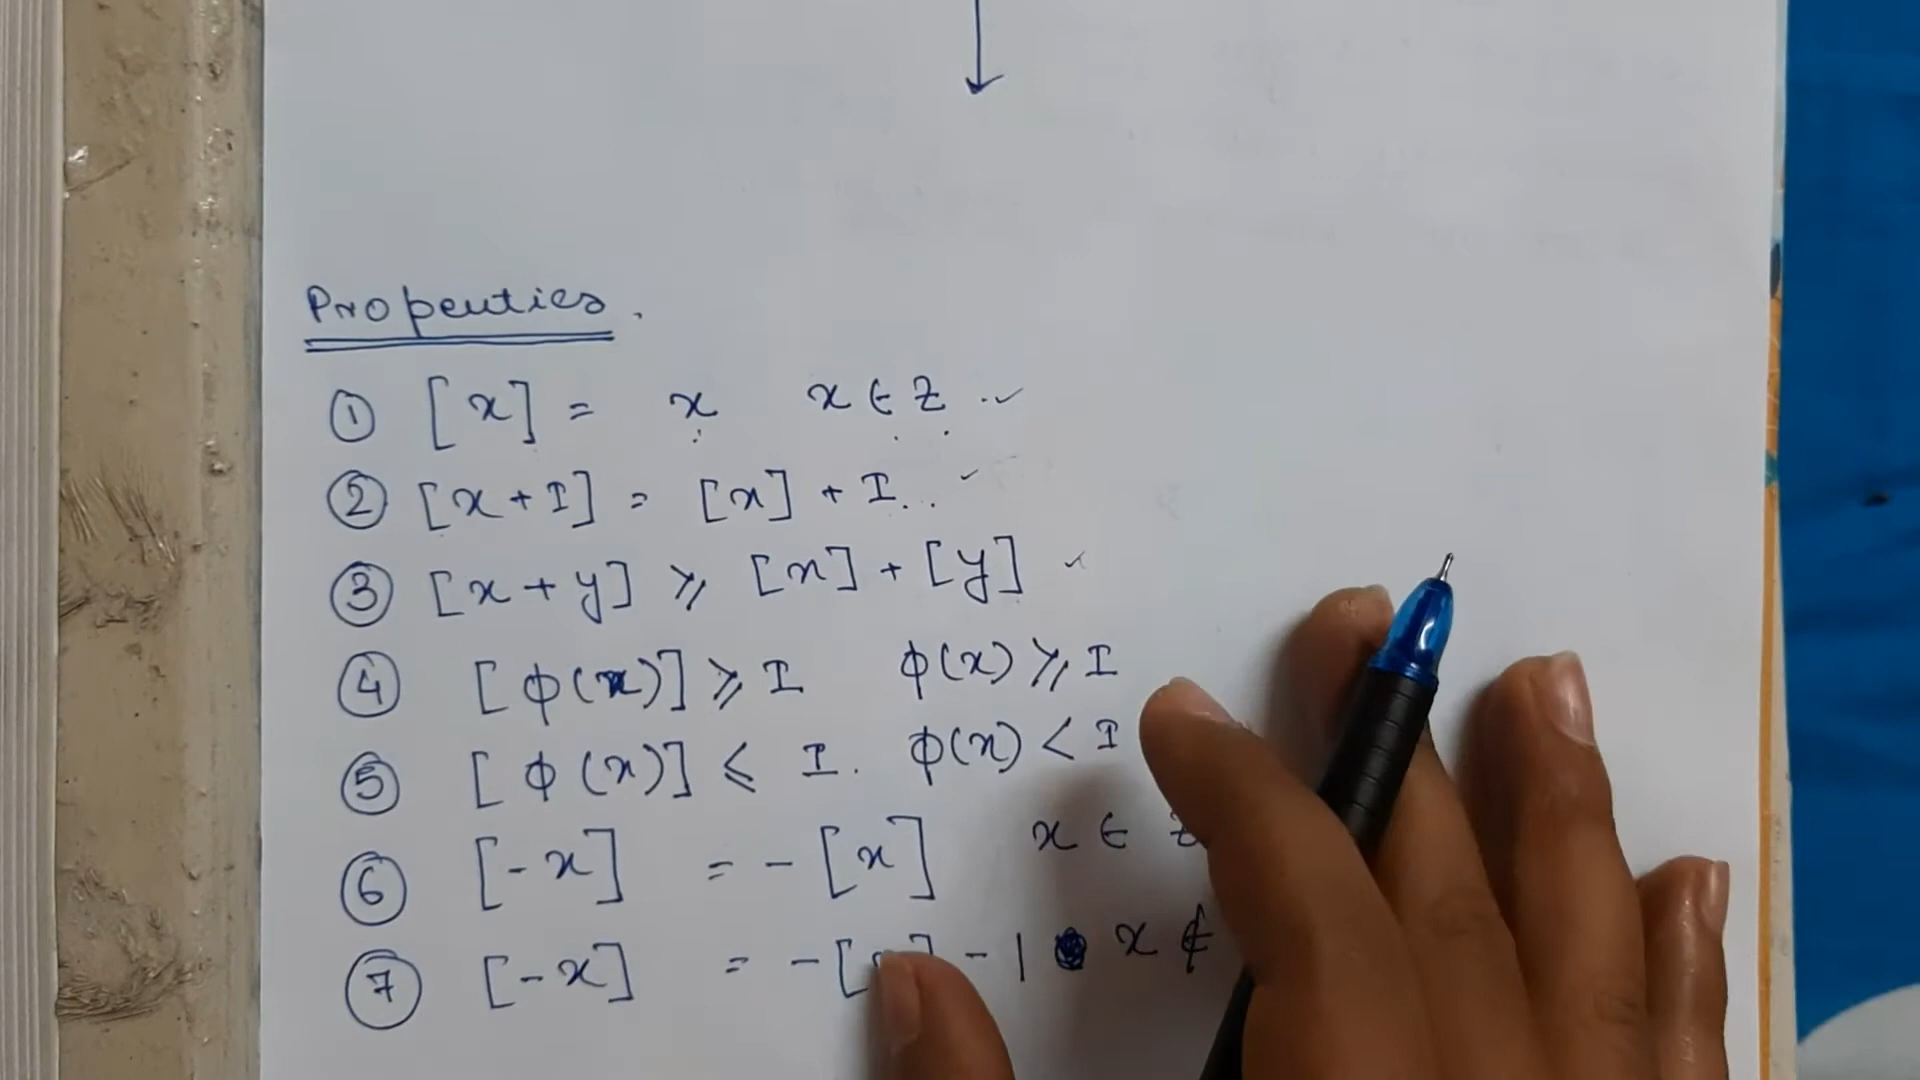 Properties.
① [x] = x x ∈ Z
② [x + I] = [x] + I
③ [x + y] ⩾ [x] + [y]
④ [ϕ(x)] ⩾ I ϕ(x) ⩾ I
⑤ [ϕ(x)] ⩽ I. ϕ(x) < I
⑥ [-x] = -[x] x ∈ Z
⑦ [-x] = -[x] - 1 x ∉